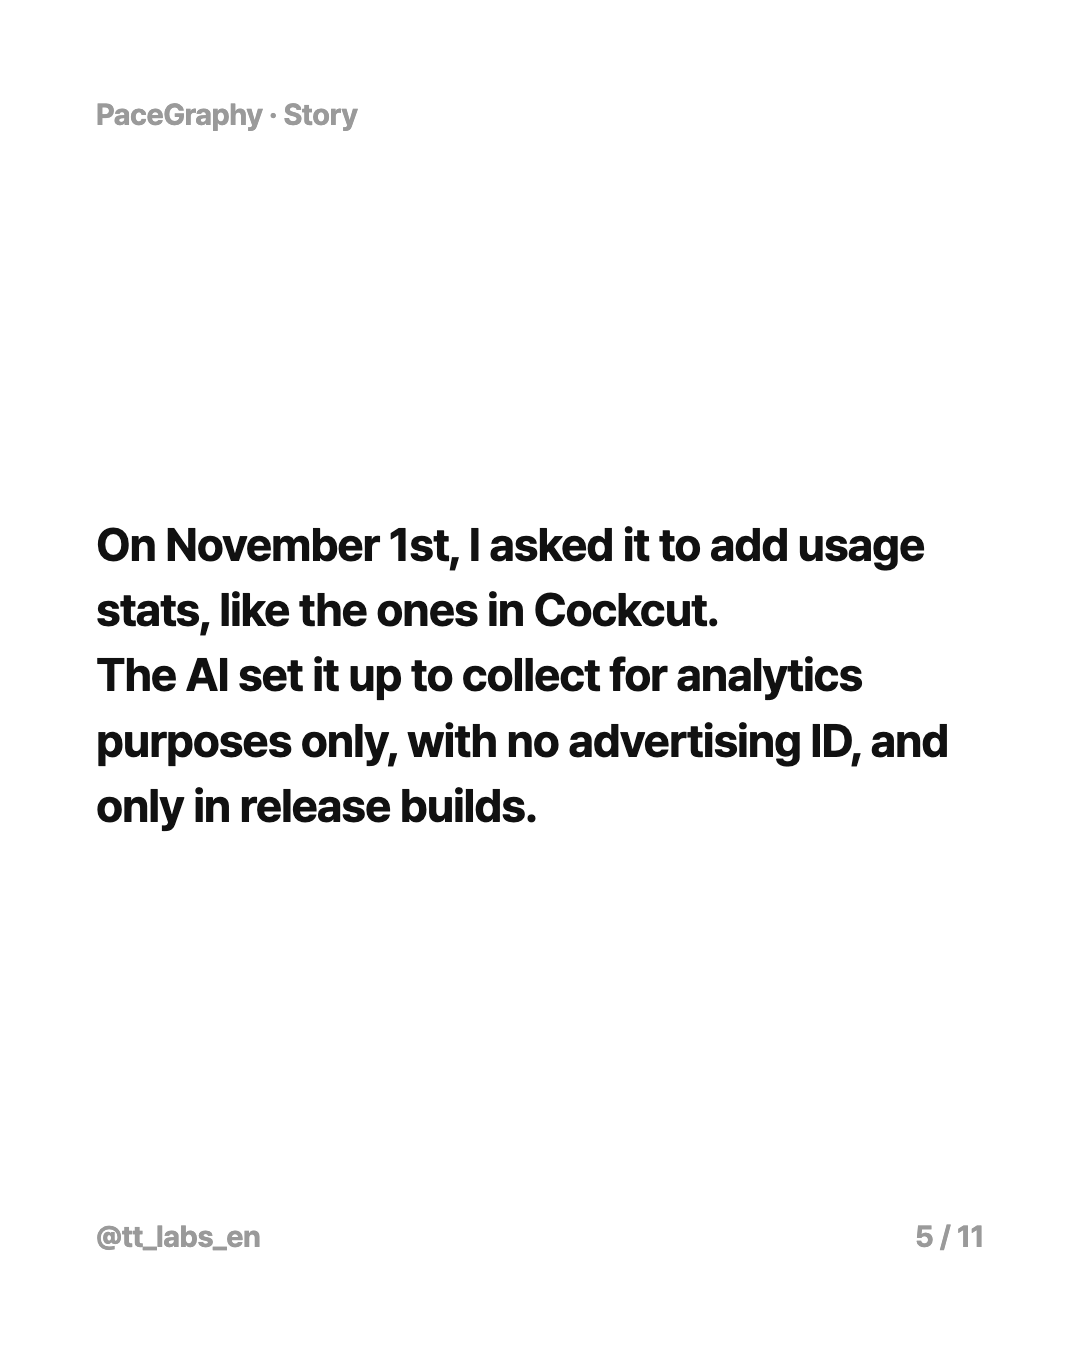 PaceGraphy · Story
On November 1st, I asked it to add usage
stats, like the ones in Cockcut.
The AI set it up to collect for analytics
purposes only, with no advertising ID, and
only in release builds.
@tt_labs_en
5 / 11